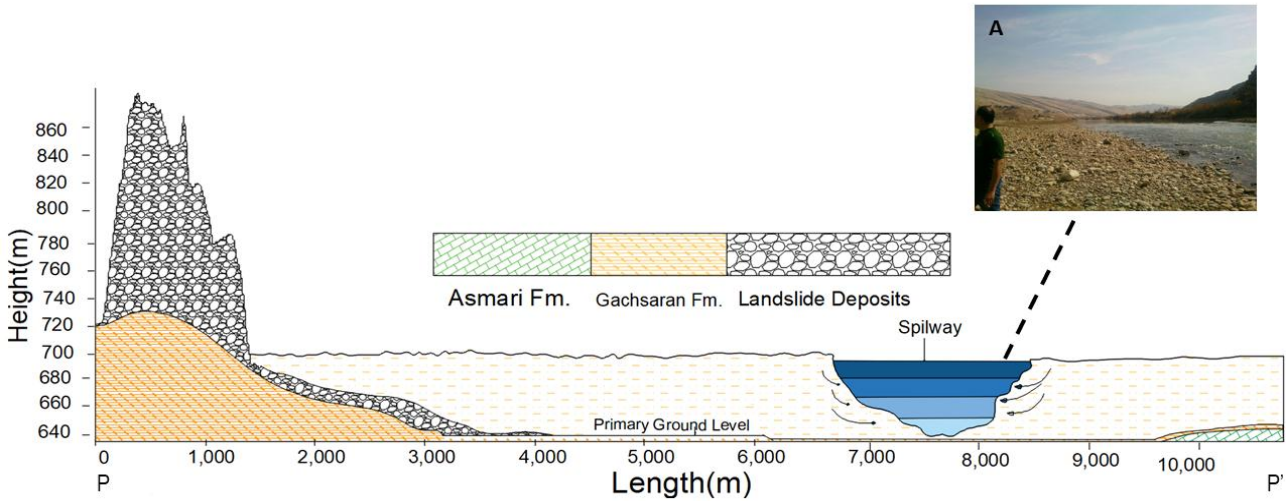 A
Height(m)
860
840
820
800
780
760
740
720
700
680
660
640
Asmari Fm.
Gachsaran Fm.
Landslide Deposits
Spilway
Primary Ground Level
0
1,000
2,000
3,000
4,000
5,000
6,000
7,000
8,000
9,000
10,000
P
Length(m)
P'